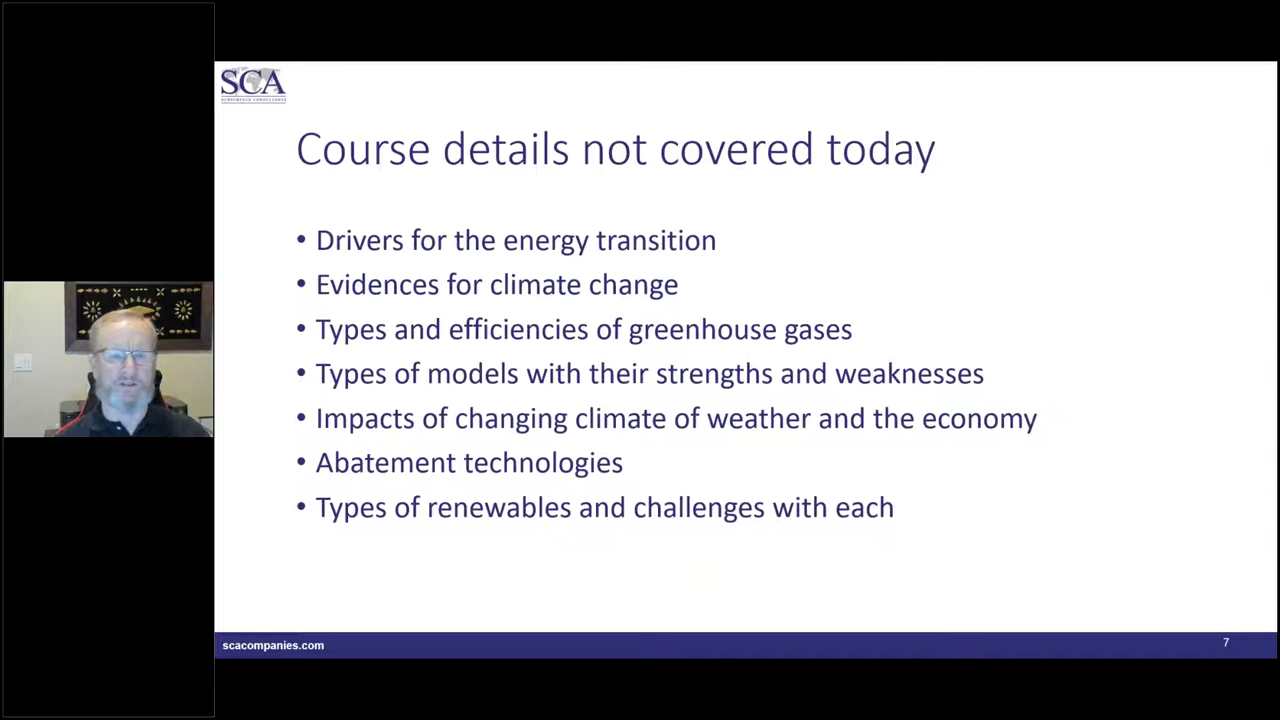 SCA
SUBSURFACE CONSULTANTS
Course details not covered today
• Drivers for the energy transition
• Evidences for climate change
• Types and efficiencies of greenhouse gases
• Types of models with their strengths and weaknesses
• Impacts of changing climate of weather and the economy
• Abatement technologies
• Types of renewables and challenges with each
scacompanies.com
7